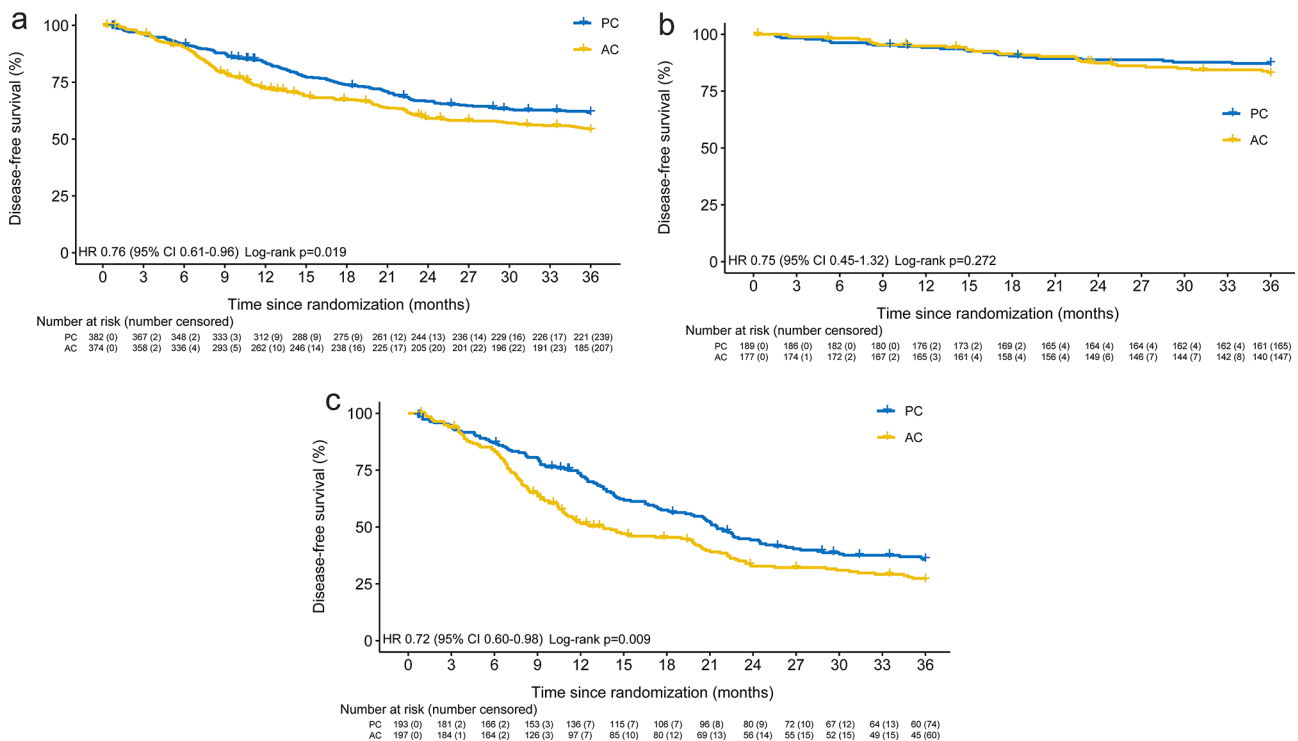 a
PC
AC
Disease-free survival (%)
100
75
50
25
0
HR 0.76 (95% CI 0.61-0.96) Log-rank p=0.019
0 3 6 9 12 15 18 21 24 27 30 33 36
Time since randomization (months)
Number at risk (number censored)
PC 382 (0) 367 (2) 348 (2) 333 (3) 312 (9) 288 (9) 275 (9) 261 (12) 244 (13) 236 (14) 229 (16) 226 (17) 221 (239)
AC 374 (0) 358 (2) 336 (4) 293 (5) 262 (10) 246 (14) 238 (16) 225 (17) 205 (20) 201 (22) 196 (22) 191 (23) 185 (207)
b
PC
AC
Disease-free survival (%)
100
75
50
25
0
HR 0.75 (95% CI 0.45-1.32) Log-rank p=0.272
0 3 6 9 12 15 18 21 24 27 30 33 36
Time since randomization (months)
Number at risk (number censored)
PC 189 (0) 186 (0) 182 (0) 180 (0) 176 (2) 173 (2) 169 (2) 165 (4) 164 (4) 164 (4) 162 (4) 162 (4) 161 (165)
AC 177 (0) 174 (1) 172 (2) 167 (2) 165 (3) 161 (4) 158 (4) 156 (4) 149 (6) 146 (7) 144 (7) 142 (8) 140 (147)
c
PC
AC
Disease-free survival (%)
100
75
50
25
0
HR 0.72 (95% CI 0.60-0.98) Log-rank p=0.009
0 3 6 9 12 15 18 21 24 27 30 33 36
Time since randomization (months)
Number at risk (number censored)
PC 193 (0) 181 (2) 166 (2) 153 (3) 136 (7) 115 (7) 106 (7) 96 (8) 80 (9) 72 (10) 67 (12) 64 (13) 60 (74)
AC 197 (0) 184 (1) 164 (2) 126 (3) 97 (7) 85 (10) 80 (12) 69 (13) 56 (14) 55 (15) 52 (15) 49 (15) 45 (60)